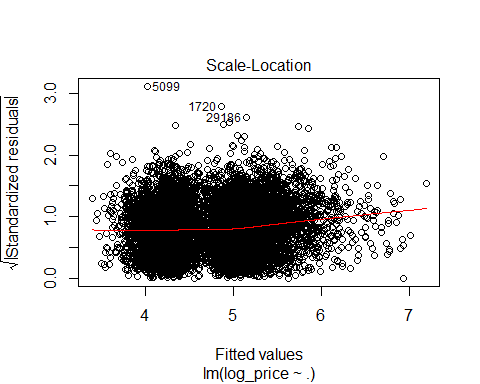 Scale-Location
√|Standardized residuals|
0.0
1.0
2.0
3.0
5099
1720
29186
4
5
6
7
Fitted values
lm(log_price ~ .)